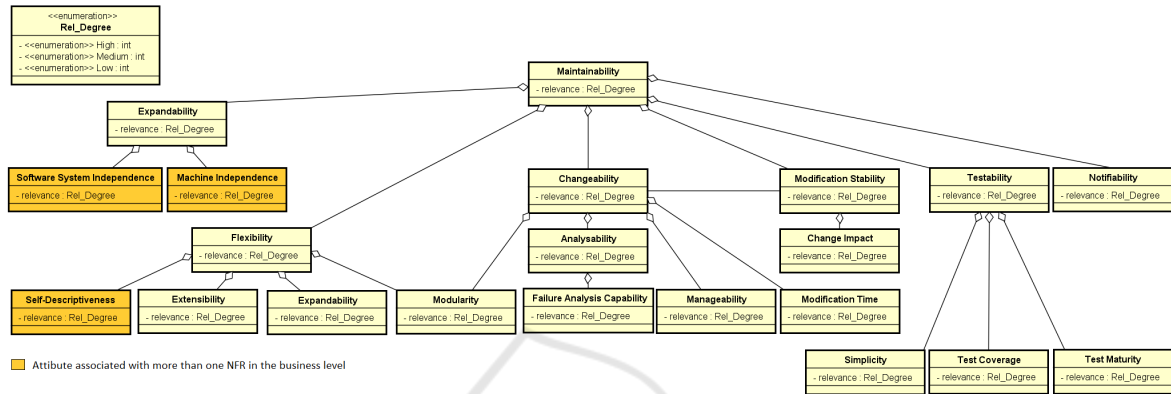 <<enumeration>>
Rel_Degree
- <<enumeration>> High : int
- <<enumeration>> Medium : int
- <<enumeration>> Low : int
Maintainability
- relevance : Rel_Degree
Expandability
- relevance : Rel_Degree
Software System Independence
- relevance : Rel_Degree
Machine Independence
- relevance : Rel_Degree
Changeability
- relevance : Rel_Degree
Modification Stability
- relevance : Rel_Degree
Testability
- relevance : Rel_Degree
Notifiability
- relevance : Rel_Degree
Flexibility
- relevance : Rel_Degree
Analysability
- relevance : Rel_Degree
Change Impact
- relevance : Rel_Degree
Self-Descriptiveness
- relevance : Rel_Degree
Extensibility
- relevance : Rel_Degree
Expandability
- relevance : Rel_Degree
Modularity
- relevance : Rel_Degree
Failure Analysis Capability
- relevance : Rel_Degree
Manageability
- relevance : Rel_Degree
Modification Time
- relevance : Rel_Degree
Attibute associated with more than one NFR in the business level
Simplicity
- relevance : Rel_Degree
Test Coverage
- relevance : Rel_Degree
Test Maturity
- relevance : Rel_Degree